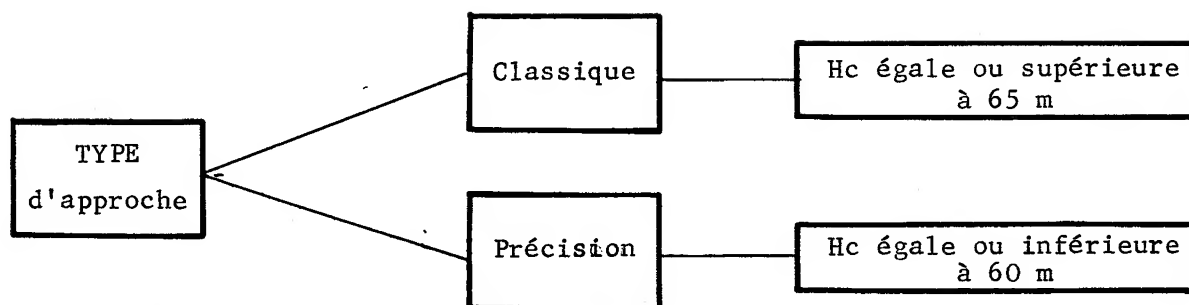 Classique
Hc égale ou supérieure
à 65 m
TYPE
d'approche
Précision
Hc égale ou inférieure
à 60 m